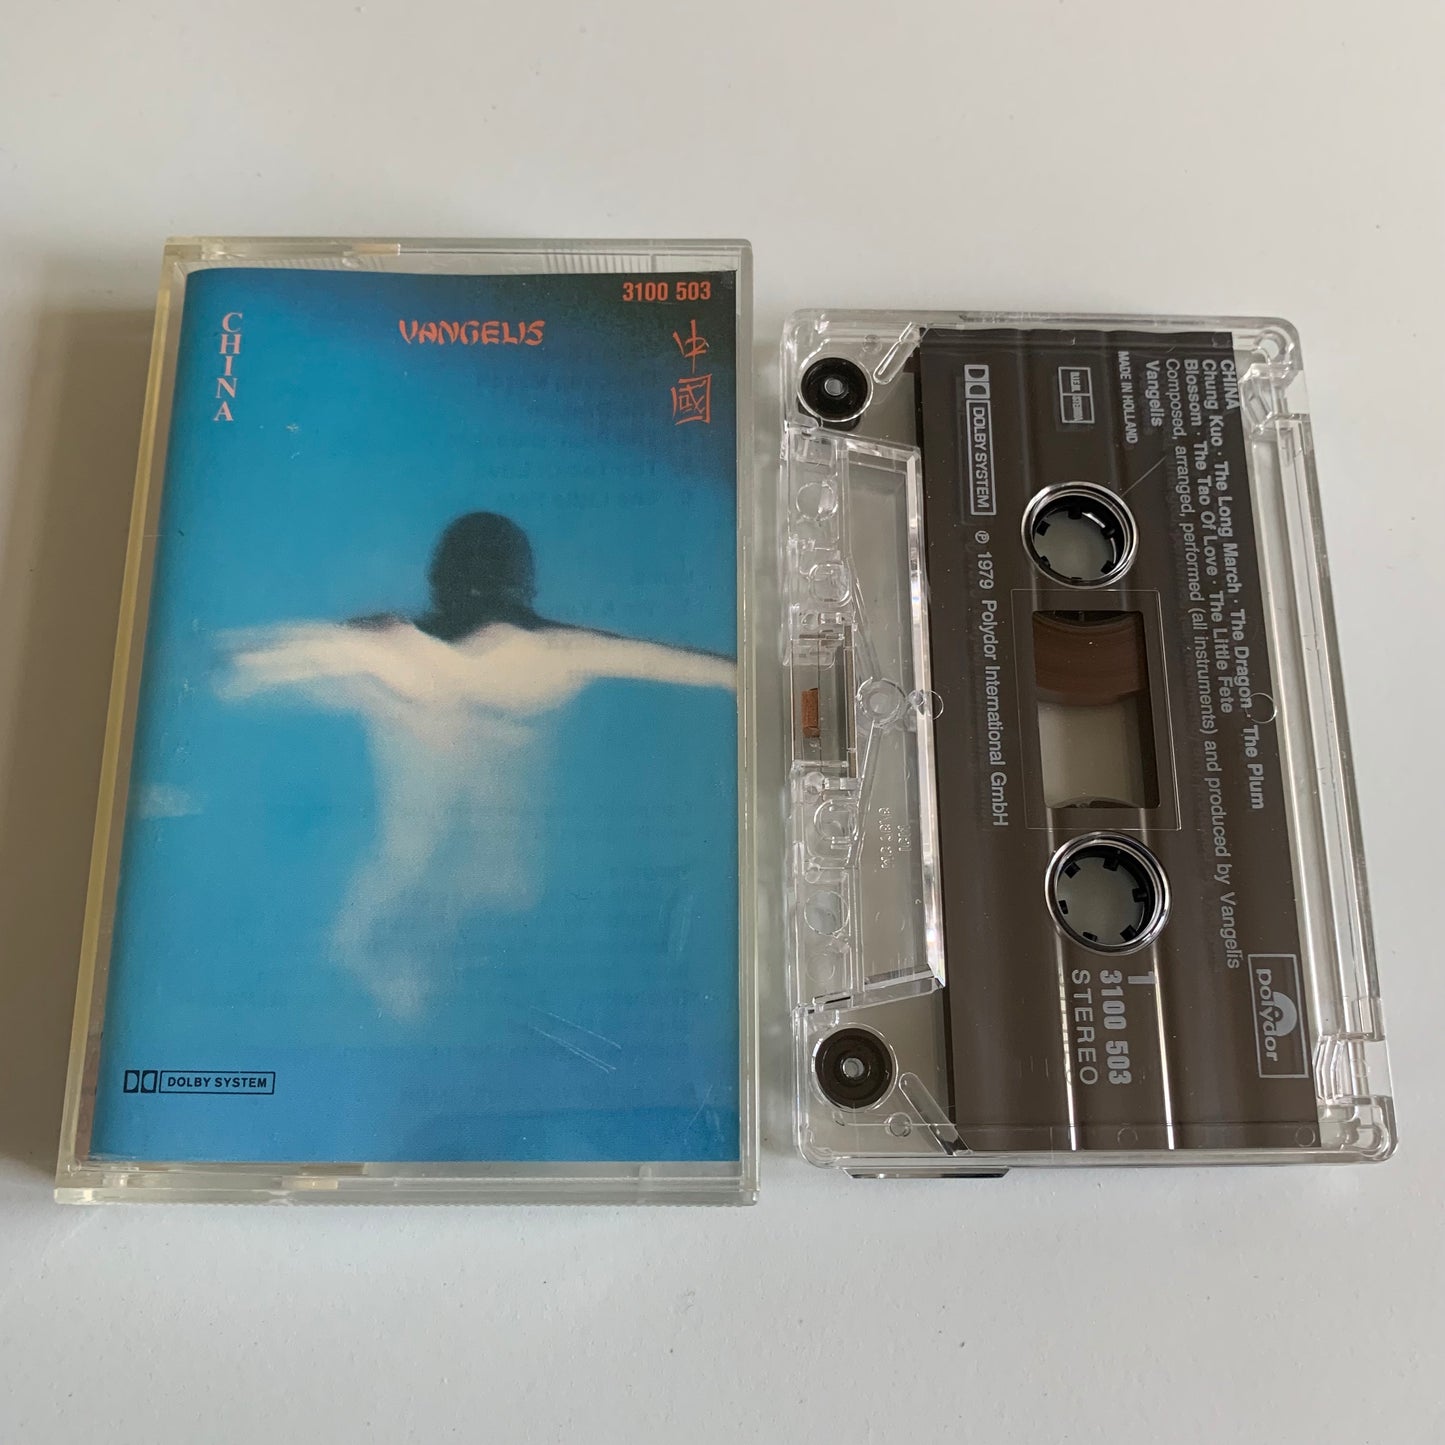 3100 503
CHINA
VANGELIS
中國
DOLBY SYSTEM
CHINA
Chung Kuo · The Long March · The Dragon · The Plum
Blossom · The Tao Of Love · The Little Fete
Composed, arranged, performed (all instruments) and produced by Vangelis
Vangelis
MADE IN HOLLAND
DOLBY SYSTEM
℗ 1979 Polydor International GmbH
1
3100 503
STEREO
polydor